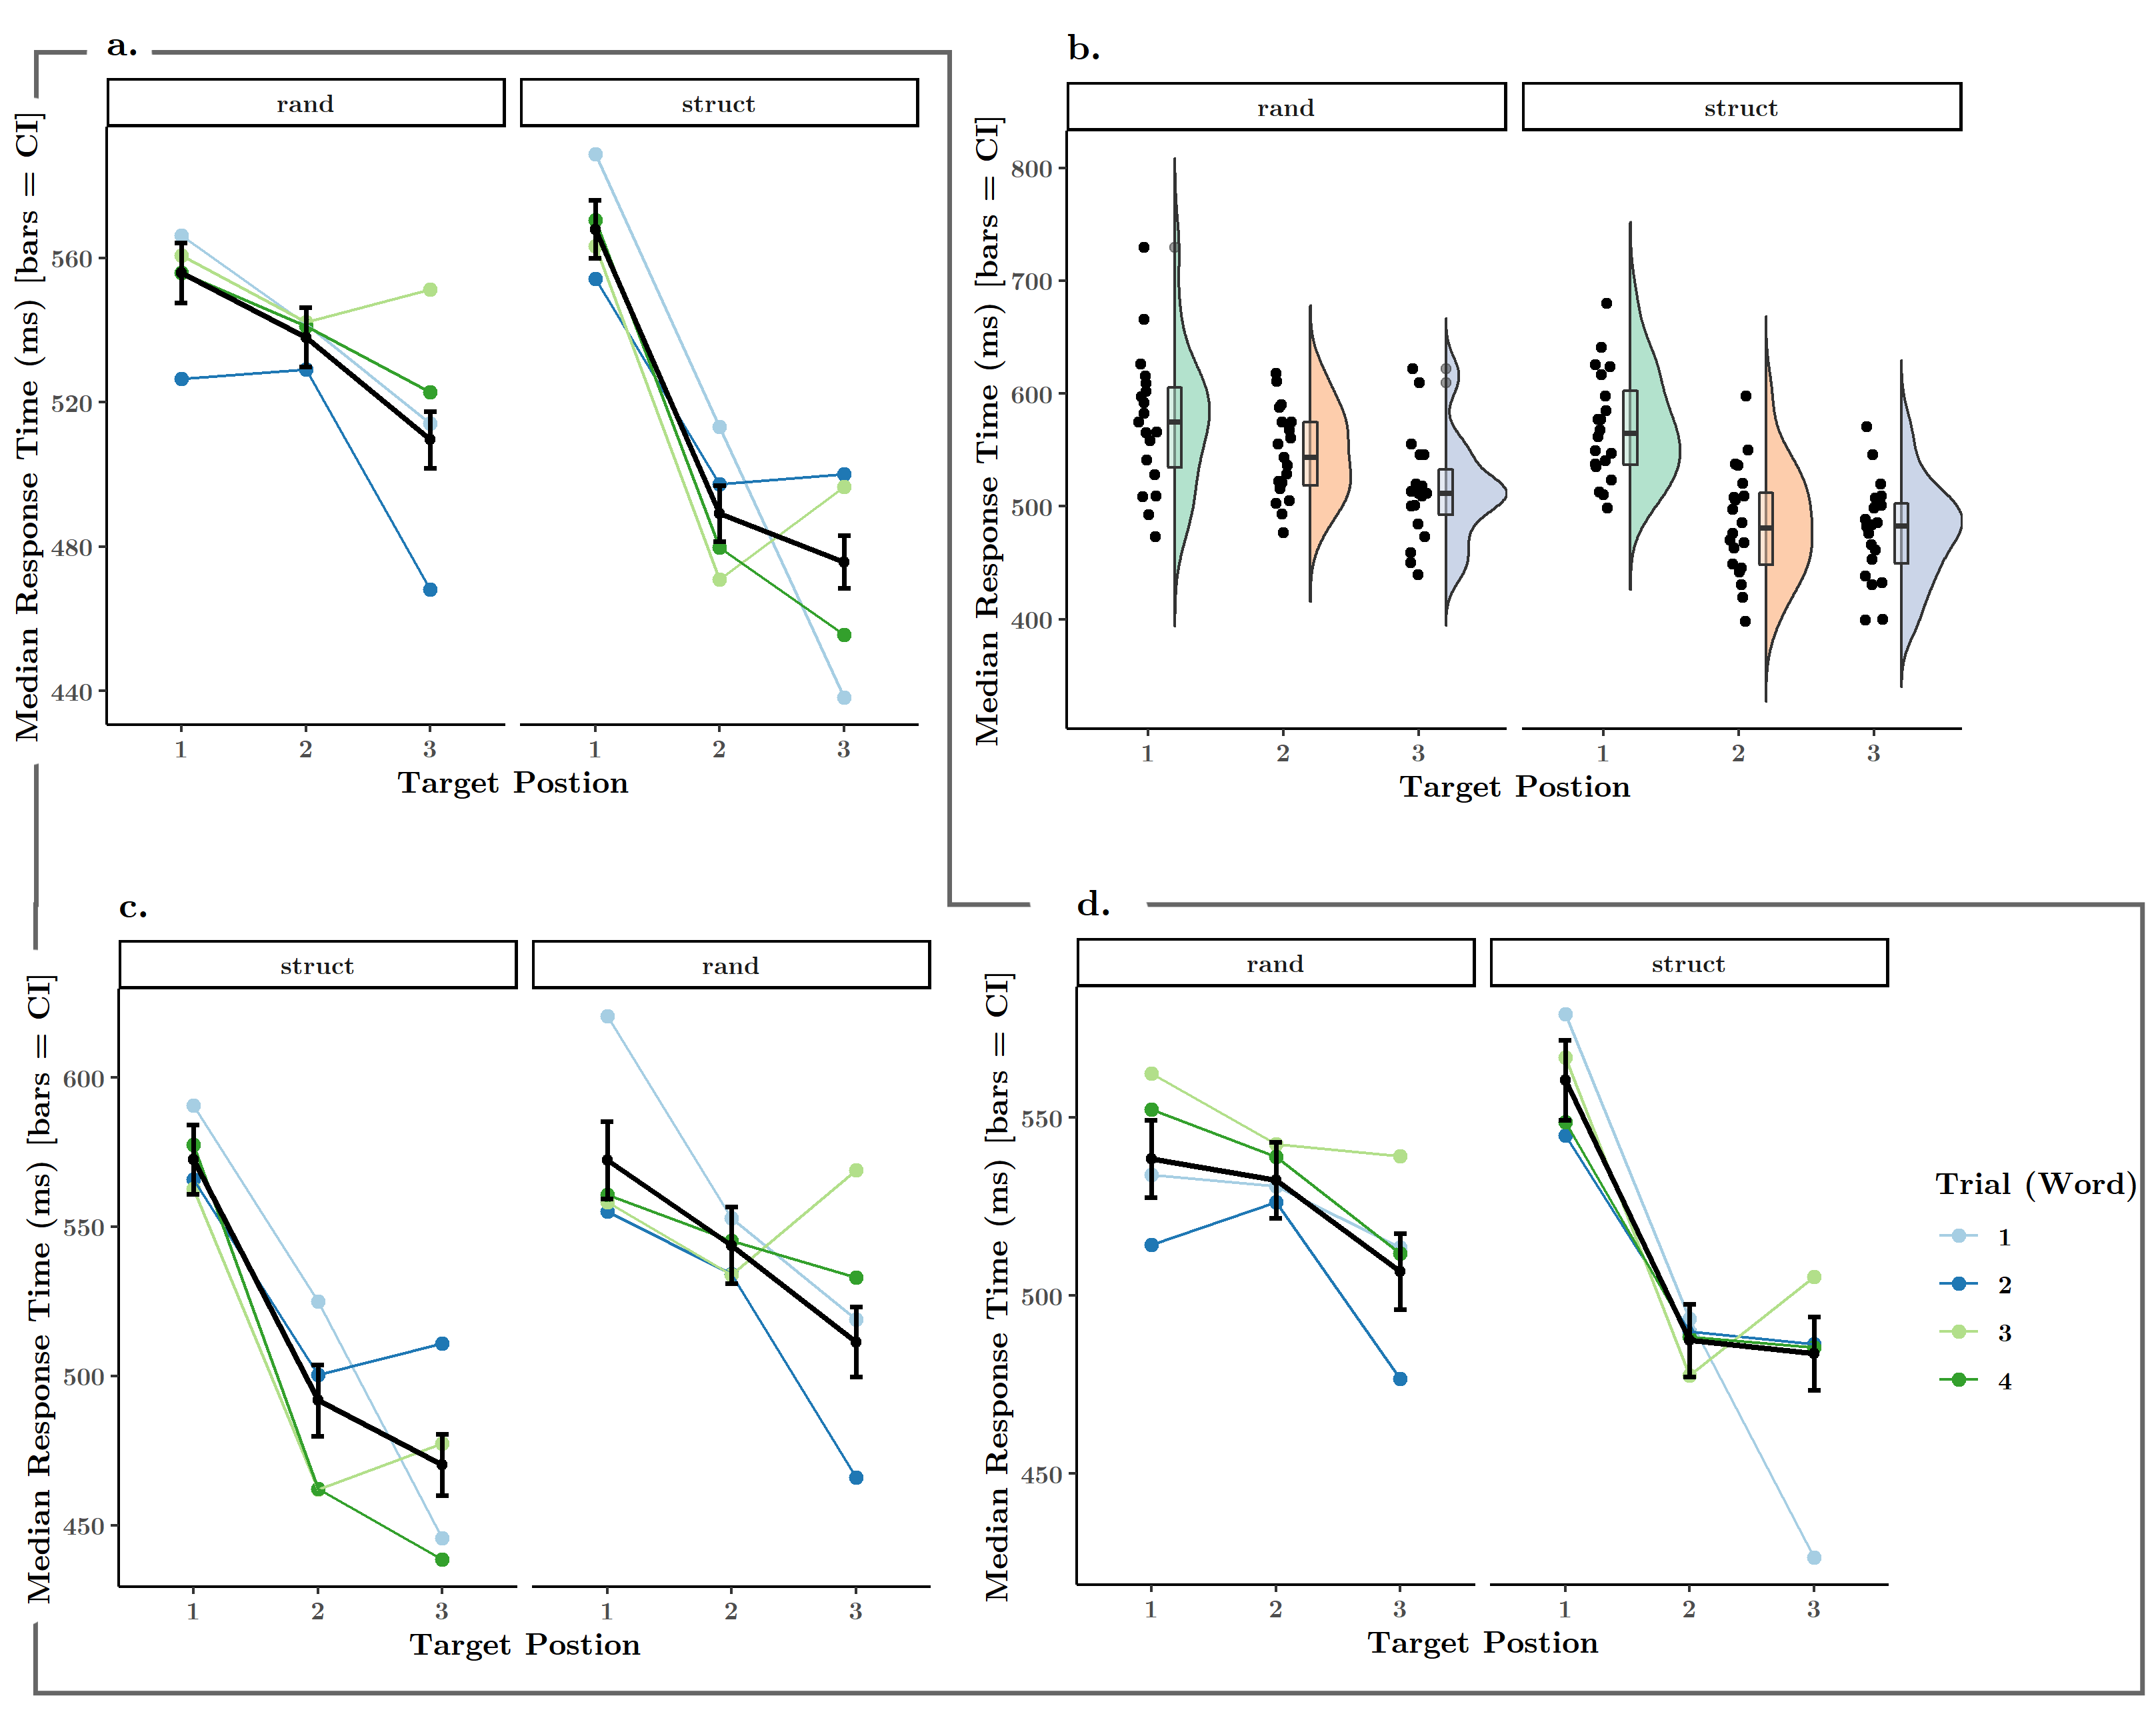 a.
rand struct
Median Response Time (ms) [bars = CI]
560
520
480
440
1 2 3 1 2 3
Target Postion
b.
rand struct
Median Response Time (ms) [bars = CI]
800
700
600
500
400
1 2 3 1 2 3
Target Postion
c.
struct rand
Median Response Time (ms) [bars = CI]
600
550
500
450
1 2 3 1 2 3
Target Postion
d.
rand struct
Median Response Time (ms) [bars = CI]
550
500
450
1 2 3 1 2 3
Target Postion
Trial (Word)
1
2
3
4